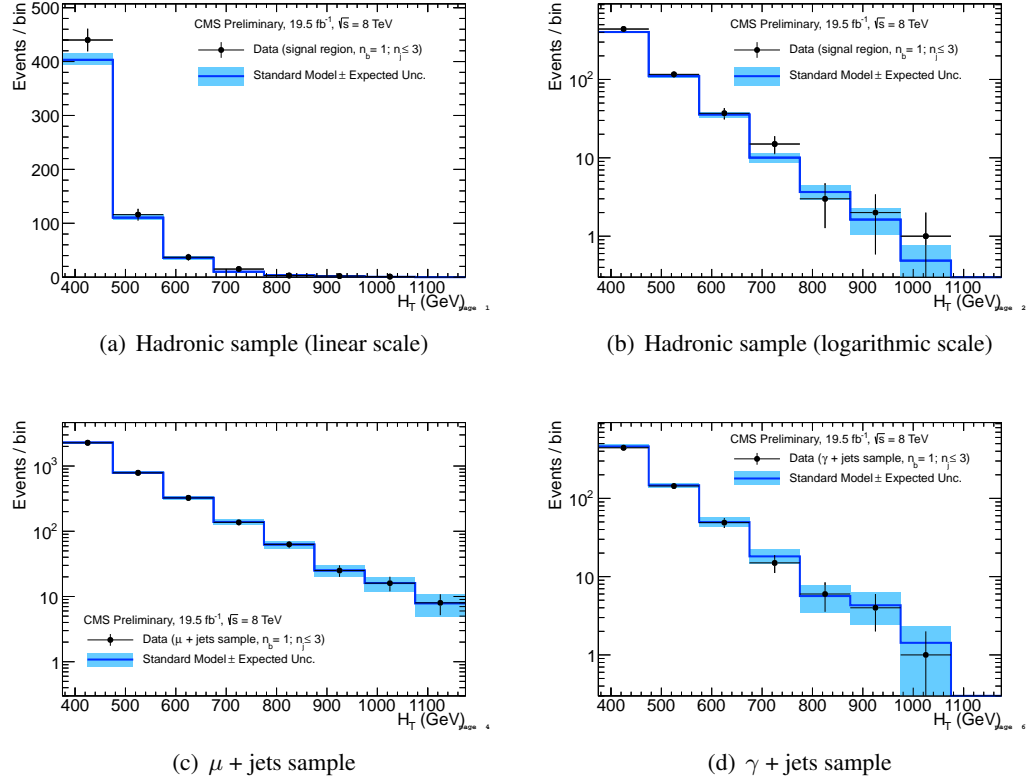 CMS Preliminary, 19.5 fb⁻¹, √s = 8 TeV
Data (signal region, n_b = 1; n_j ≤ 3)
Standard Model ± Expected Unc.
Events / bin
500
400
300
200
100
0
400 500 600 700 800 900 1000 1100
H_T (GeV)
page 1
(a) Hadronic sample (linear scale)
CMS Preliminary, 19.5 fb⁻¹, √s = 8 TeV
Data (signal region, n_b = 1; n_j ≤ 3)
Standard Model ± Expected Unc.
Events / bin
10²
10
1
400 500 600 700 800 900 1000 1100
H_T (GeV)
page 2
(b) Hadronic sample (logarithmic scale)
Events / bin
10³
10²
10
1
CMS Preliminary, 19.5 fb⁻¹, √s = 8 TeV
Data (μ + jets sample, n_b = 1; n_j ≤ 3)
Standard Model ± Expected Unc.
400 500 600 700 800 900 1000 1100
H_T (GeV)
page 4
(c) μ + jets sample
CMS Preliminary, 19.5 fb⁻¹, √s = 8 TeV
Data (γ + jets sample, n_b = 1; n_j ≤ 3)
Standard Model ± Expected Unc.
Events / bin
10²
10
1
400 500 600 700 800 900 1000 1100
H_T (GeV)
page 6
(d) γ + jets sample